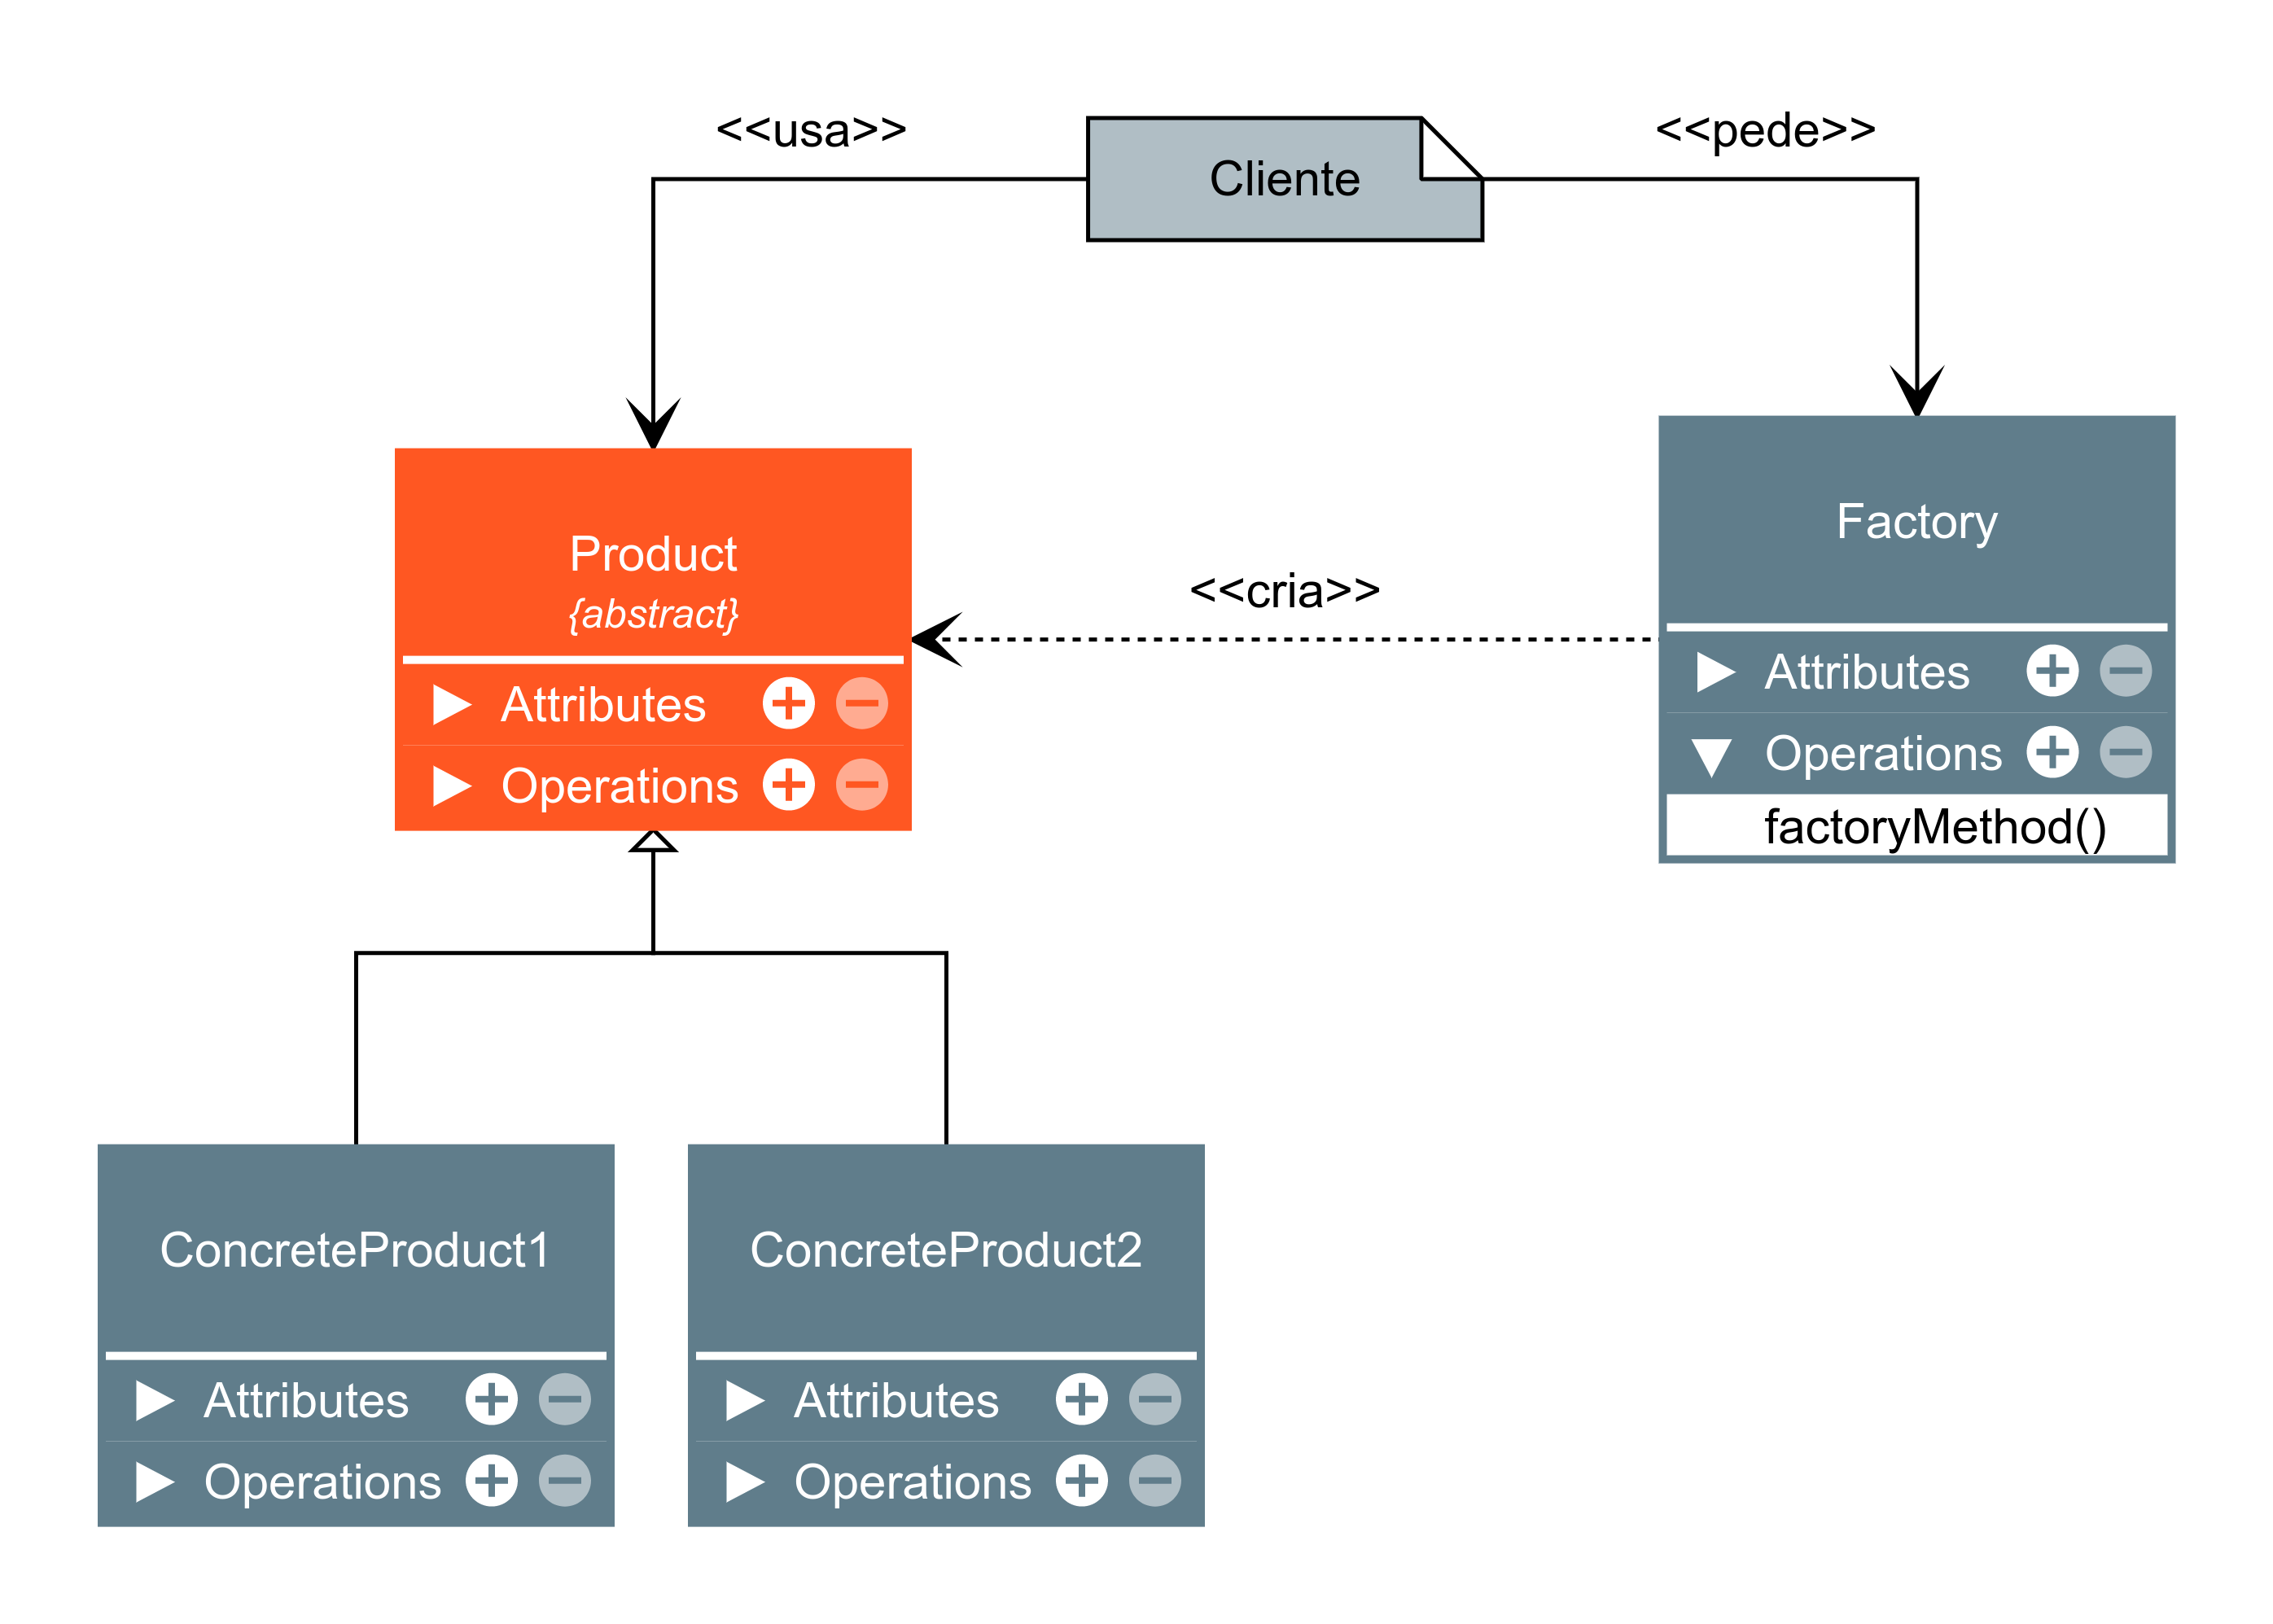 <<usa>>
Cliente
<<pede>>
Product
{abstract}
Attributes
Operations
<<cria>>
Factory
Attributes
Operations
factoryMethod()
ConcreteProduct1
Attributes
Operations
ConcreteProduct2
Attributes
Operations